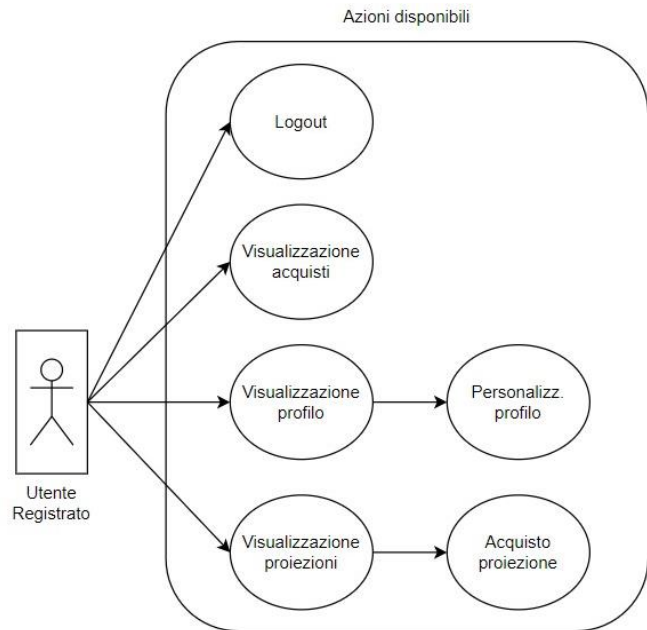 Azioni disponibili
Logout
Visualizzazione
acquisti
Visualizzazione
profilo
Personalizz.
profilo
Utente
Registrato
Visualizzazione
proiezioni
Acquisto
proiezione